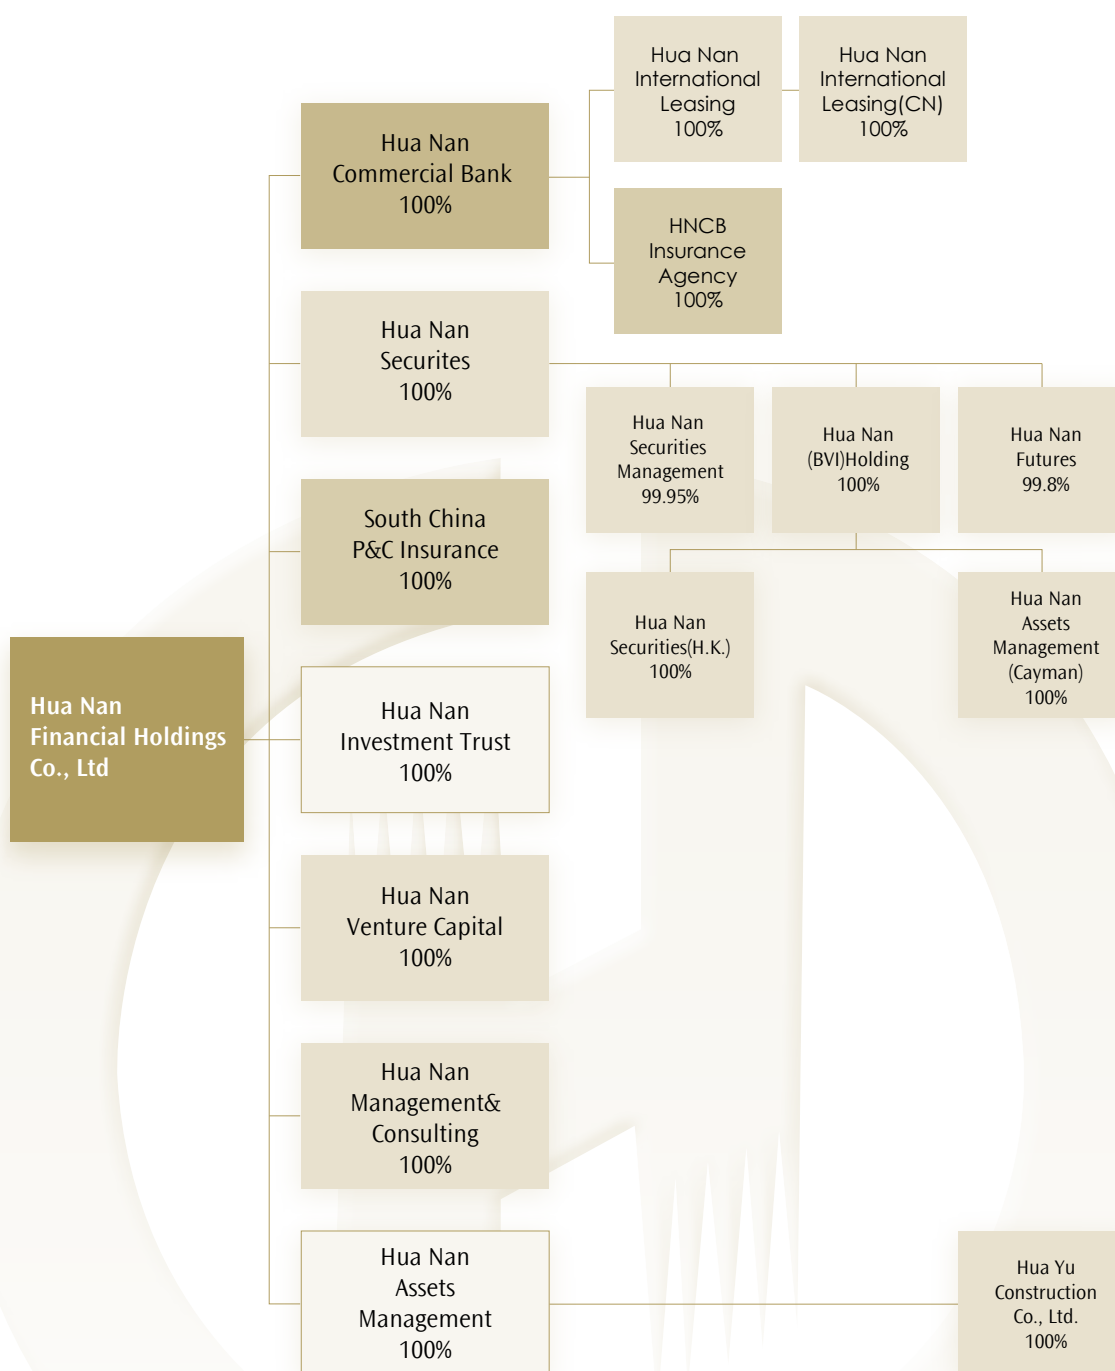 Hua Nan
Financial Holdings
Co., Ltd
Hua Nan
Commercial Bank
100%
Hua Nan
International
Leasing
100%
Hua Nan
International
Leasing(CN)
100%
HNCB
Insurance
Agency
100%
Hua Nan
Securites
100%
Hua Nan
Securities
Management
99.95%
Hua Nan
(BVI)Holding
100%
Hua Nan
Futures
99.8%
Hua Nan
Securities(H.K.)
100%
Hua Nan
Assets
Management
(Cayman)
100%
South China
P&C Insurance
100%
Hua Nan
Investment Trust
100%
Hua Nan
Venture Capital
100%
Hua Nan
Management&
Consulting
100%
Hua Nan
Assets
Management
100%
Hua Yu
Construction
Co., Ltd.
100%